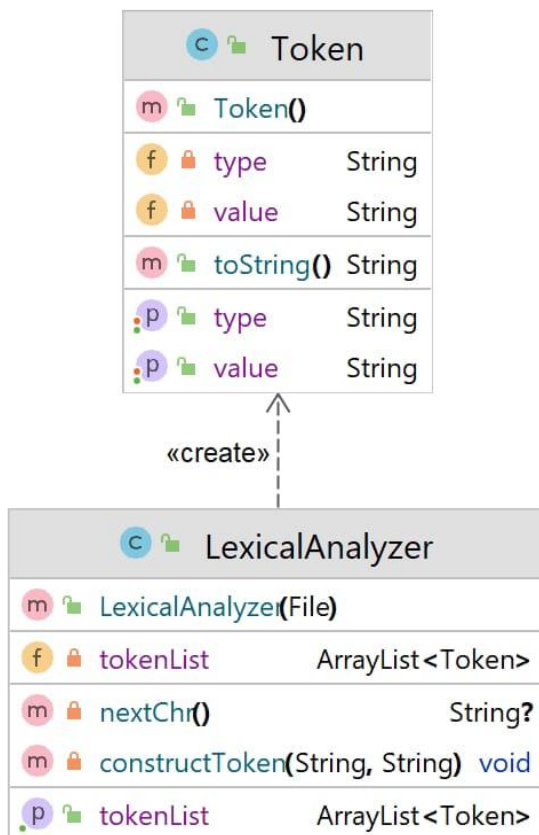 c Token
m Token()
f type String
f value String
m toString() String
p type String
p value String
«create»
c LexicalAnalyzer
m LexicalAnalyzer(File)
f tokenList ArrayList<Token>
m nextChr() String?
m constructToken(String, String) void
p tokenList ArrayList<Token>